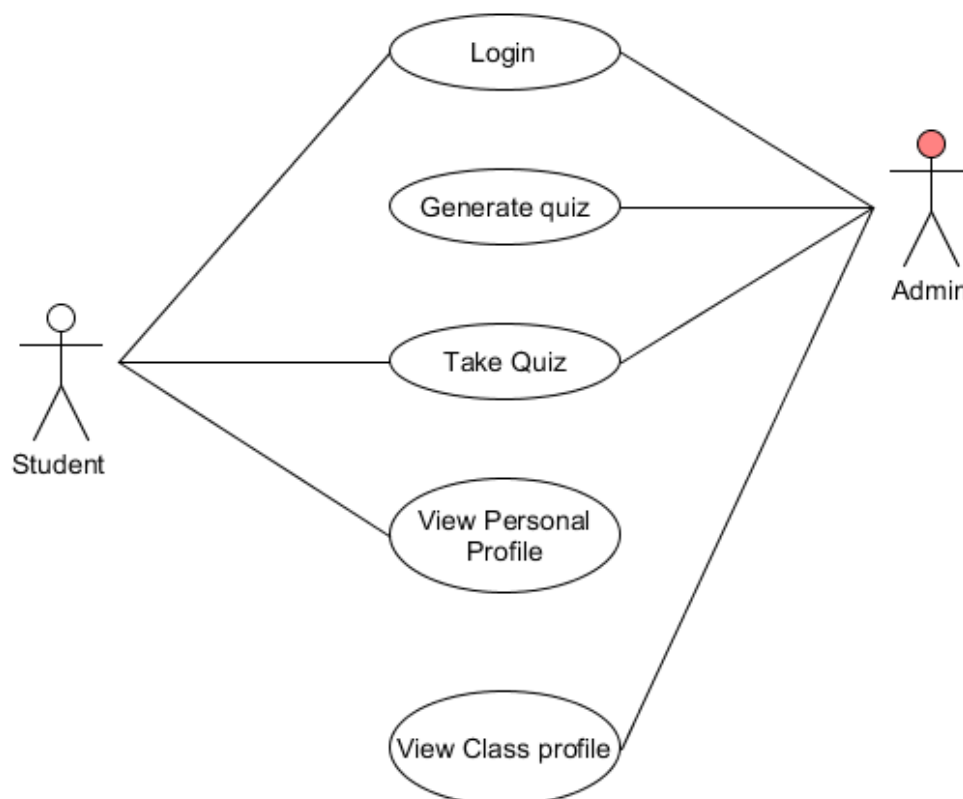 Login
Generate quiz
Admin
Take Quiz
Student
View Personal
Profile
View Class profile